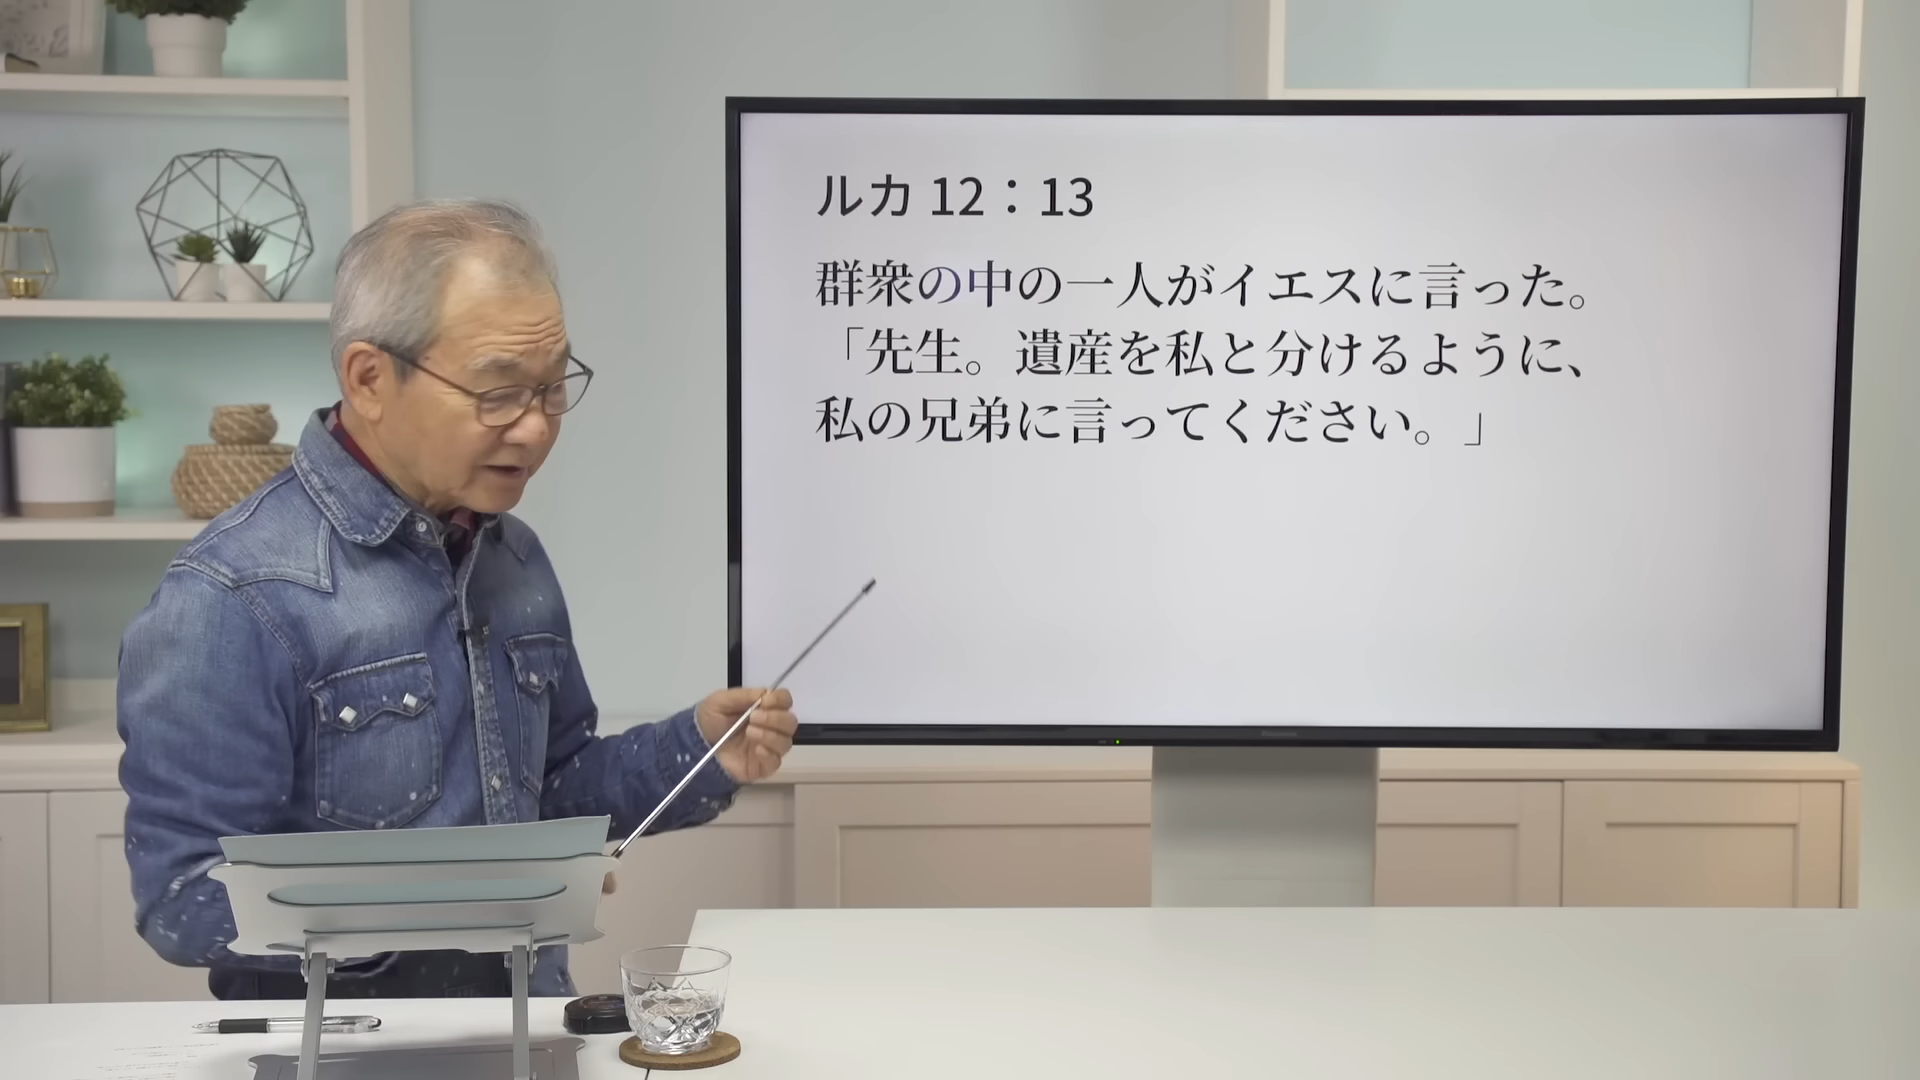 ルカ 12：13
群衆の中の一人がイエスに言った。
「先生。遺産を私と分けるように、
私の兄弟に言ってください。」